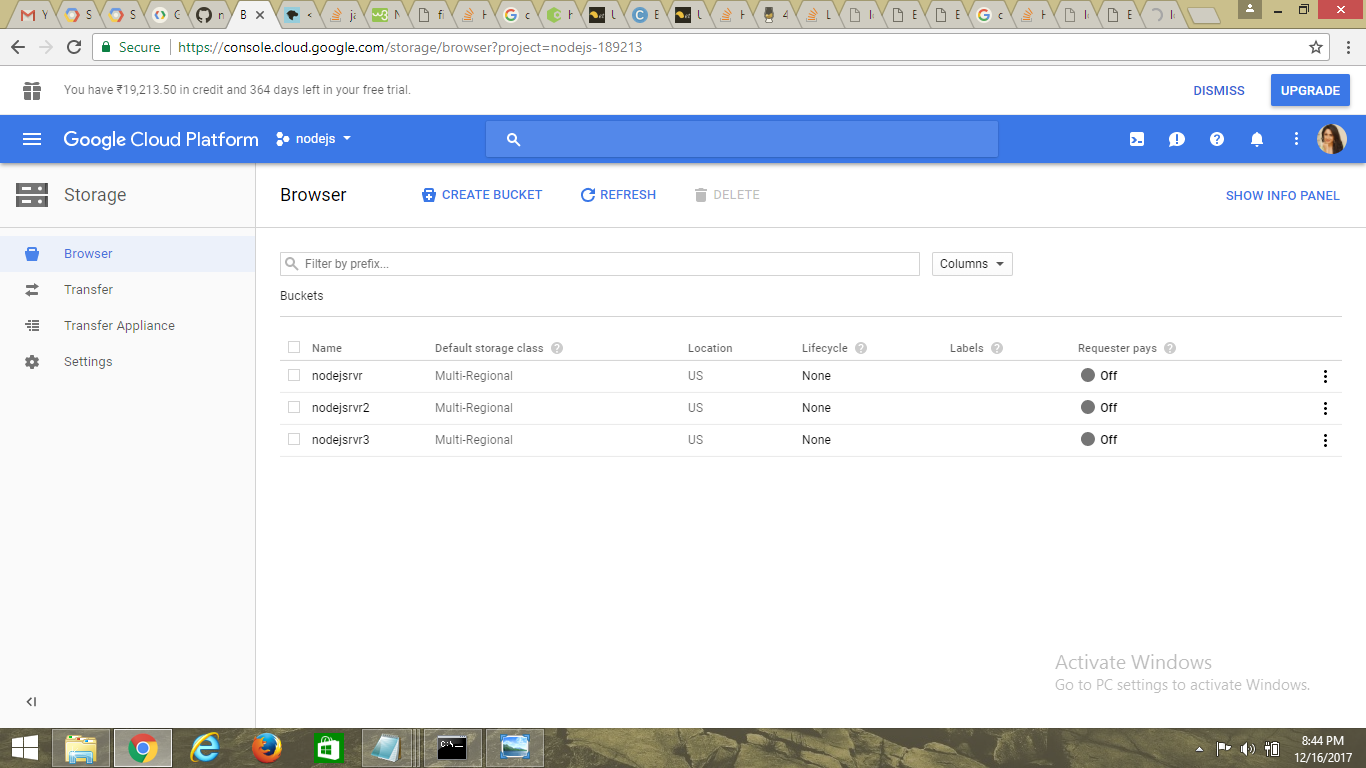 Secure https://console.cloud.google.com/storage/browser?project=nodejs-189213
You have ₹19,213.50 in credit and 364 days left in your free trial.
DISMISS
UPGRADE
Google Cloud Platform
nodejs
Storage
Browser
CREATE BUCKET
REFRESH
DELETE
SHOW INFO PANEL
Browser
Transfer
Transfer Appliance
Settings
Filter by prefix...
Columns
Buckets
Name Default storage class Location Lifecycle Labels Requester pays
nodejsrvr Multi-Regional US None Off
nodejsrvr2 Multi-Regional US None Off
nodejsrvr3 Multi-Regional US None Off
Activate Windows
Go to PC settings to activate Windows.
8:44 PM
12/16/2017